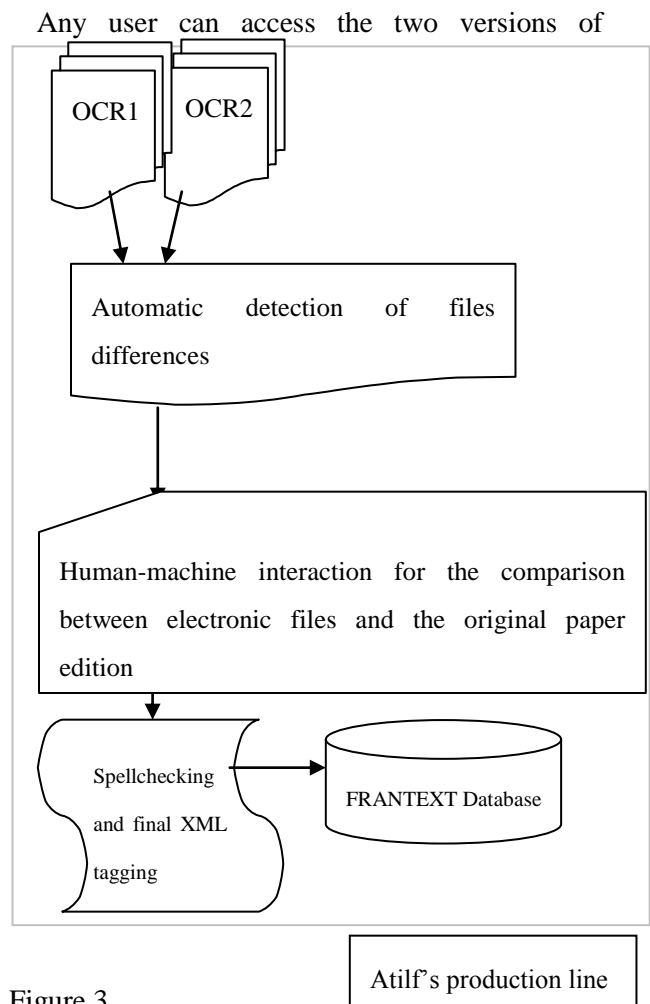 Any user can access the two versions of
OCR1 OCR2
Automatic detection of files
differences
Human-machine interaction for the comparison
between electronic files and the original paper
edition
Spellchecking
and final XML
tagging
FRANTEXT Database
Atilf's production line
Figure 3